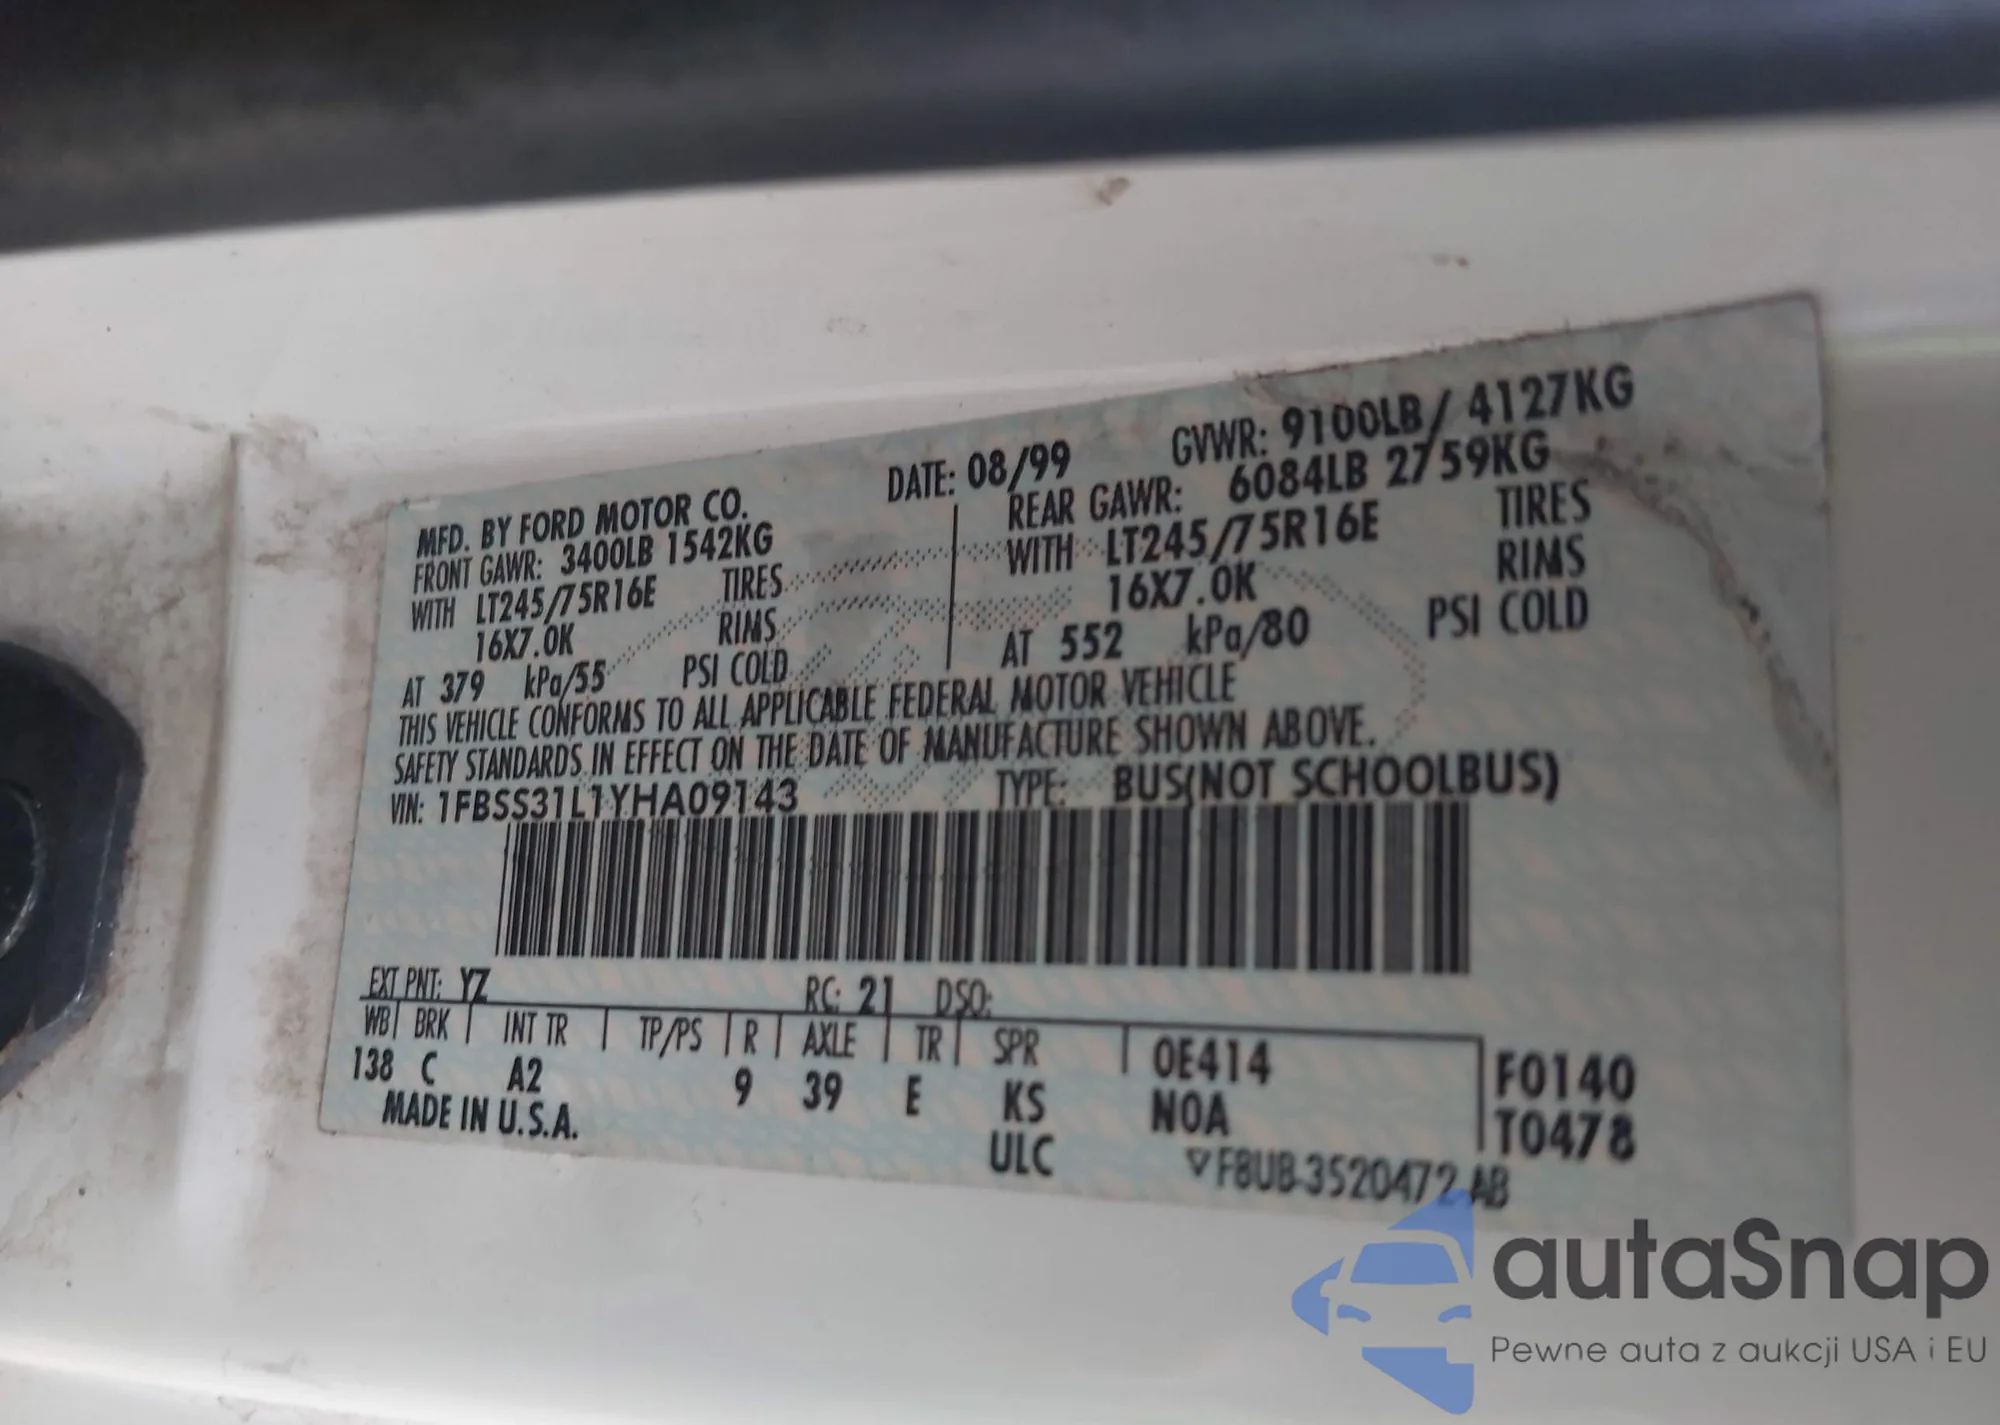 MFD. BY FORD MOTOR CO. DATE: 08/99 GVWR: 9100LB/ 4127KG
FRONT GAWR: 3400LB 1542KG REAR GAWR: 6084LB 2759KG
WITH LT245/75R16E TIRES WITH LT245/75R16E TIRES
16X7.0K RIMS 16X7.0K RIMS
AT 379 kPa/55 PSI COLD AT 552 kPa/80 PSI COLD
THIS VEHICLE CONFORMS TO ALL APPLICABLE FEDERAL MOTOR VEHICLE
SAFETY STANDARDS IN EFFECT ON THE DATE OF MANUFACTURE SHOWN ABOVE.
VIN: 1FBSS31L1YHA09143 TYPE: BUS(NOT SCHOOLBUS)
EXT PNT: YZ RC: 21 DSO:
WB BRK INT TR TP/PS R AXLE TR SPR OE414 F0140
138 C A2 9 39 E KS NOA T0478
MADE IN U.S.A. ULC ▽F8UB-3520472-AB
autaSnap
Pewne auta z aukcji USA i EU